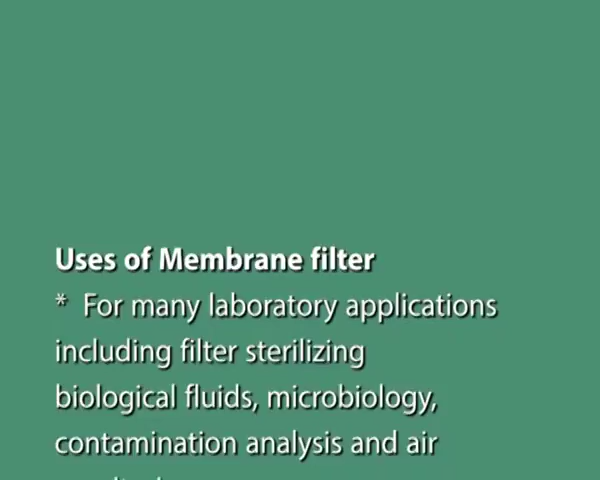 Uses of Membrane filter
* For many laboratory applications
including filter sterilizing
biological fluids, microbiology,
contamination analysis and air